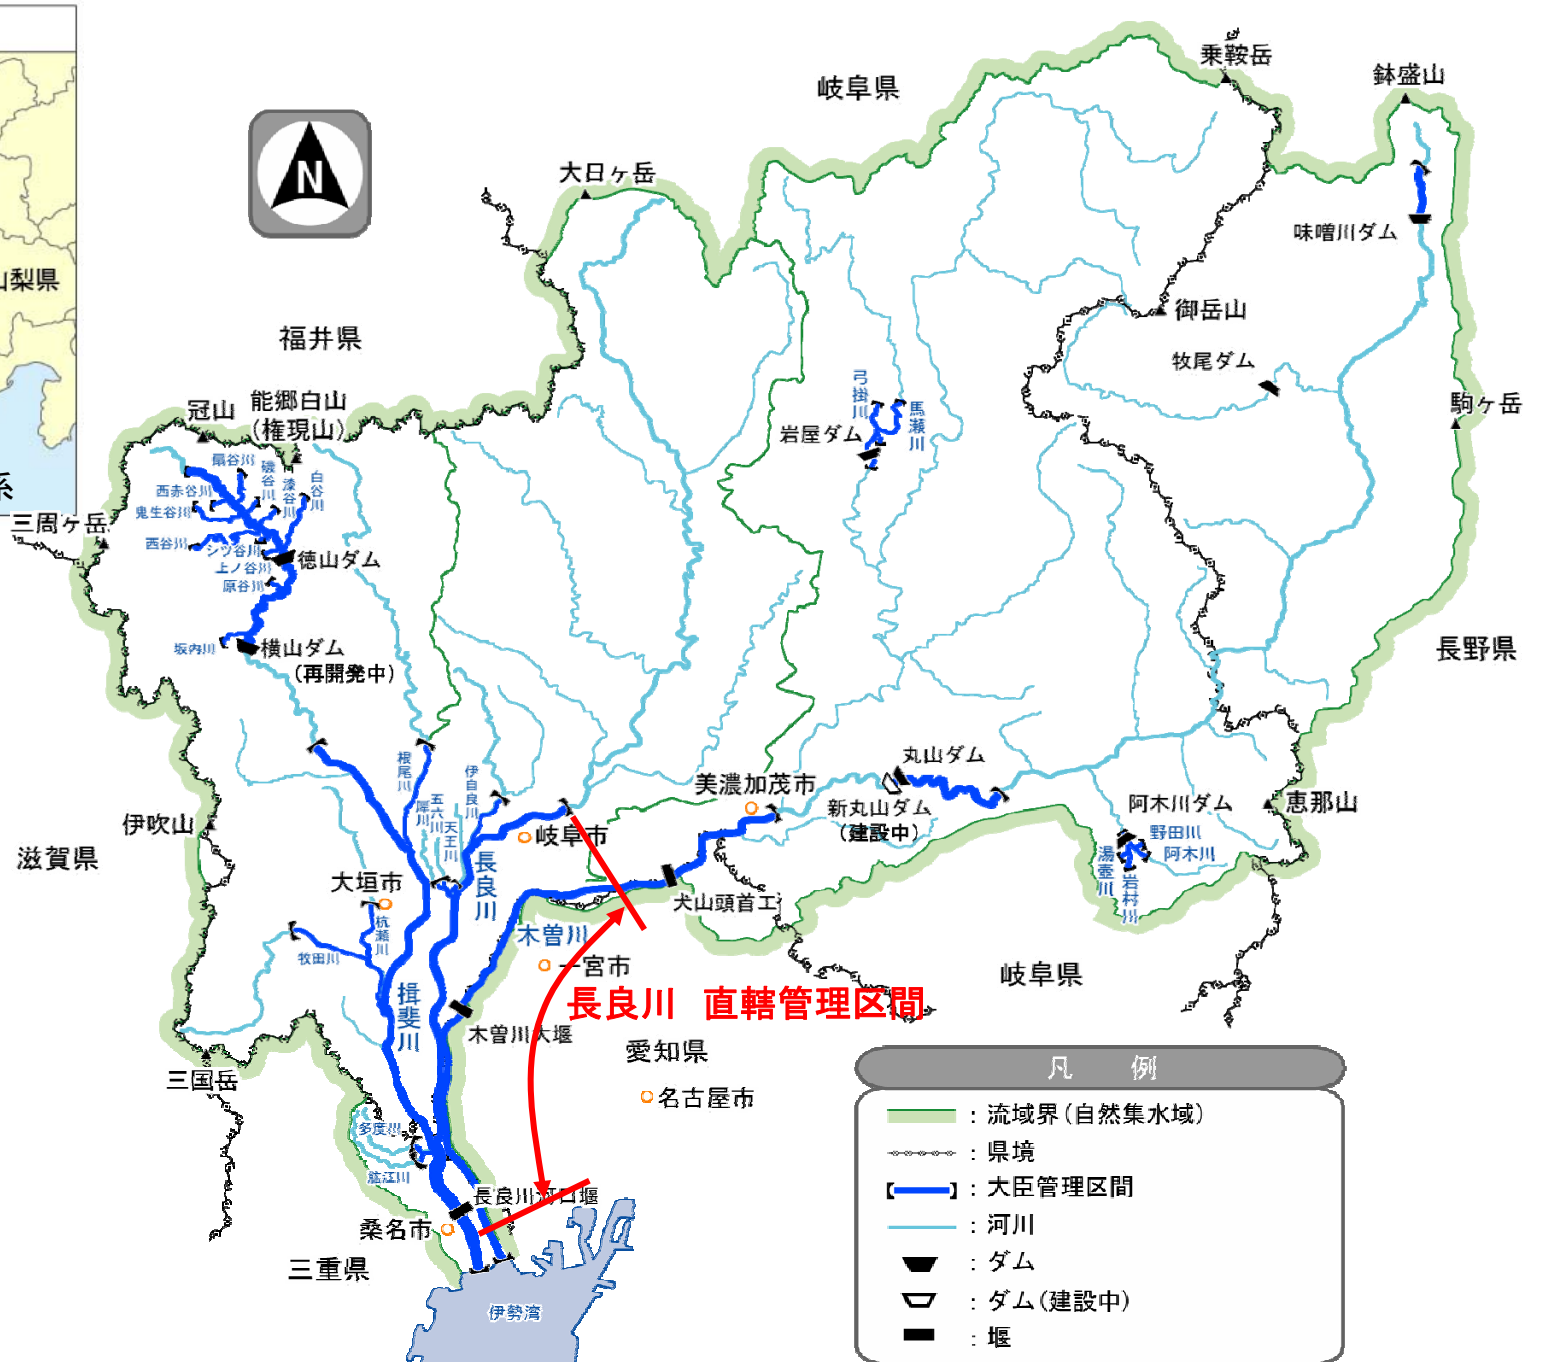 乗鞍岳
鉢盛山
岐阜県
大日ヶ岳
味噌川ダム
山梨県
御岳山
福井県
牧尾ダム
弓掛川
馬瀬川
駒ヶ岳
能郷白山
冠山
(権現山)
岩屋ダム
扇谷川
磯谷川
漆谷川
白谷川
西赤谷川
系
鬼生谷川
三周ヶ岳
西谷川
シツ谷川
徳山ダム
上ノ谷川
原谷川
坂内川
横山ダム
(再開発中)
長野県
根尾川
伊自良川
丸山ダム
美濃加茂市
五六川
犀川
天王川
新丸山ダム
(建設中)
阿木川ダム
恵那山
伊吹山
岐阜市
野田川
阿木川
滋賀県
長良川
湯壺川
岩村川
大垣市
犬山頭首工
杭瀬川
木曽川
牧田川
一宮市
岐阜県
揖斐川
長良川 直轄管理区間
木曽川大堰
愛知県
三国岳
名古屋市
多度川
肱江川
長良川河口堰
桑名市
三重県
伊勢湾
凡 例
：流域界(自然集水域)
：県境
：大臣管理区間
：河川
：ダム
：ダム(建設中)
：堰
N